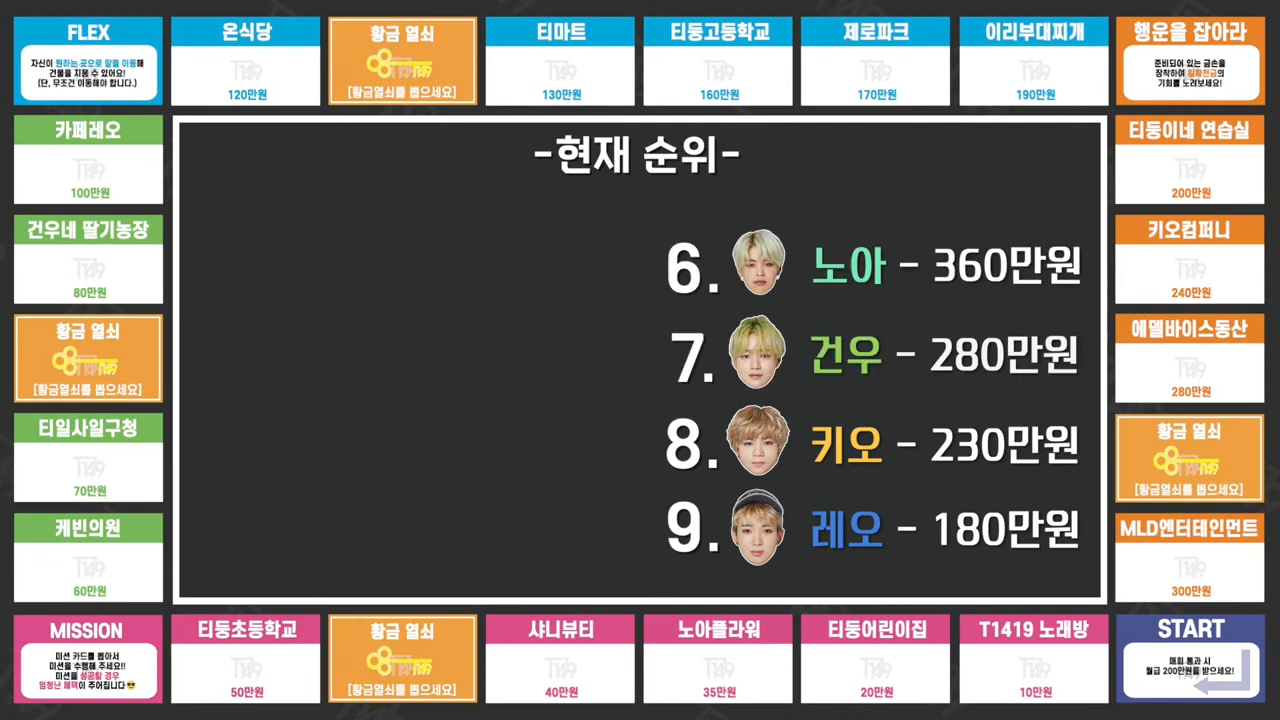 FLEX
자신이 원하는 곳으로 말을 이동해
건물을 지을 수 있어요!
(단, 무조건 이동해야 합니다.)
온식당
120만원
황금 열쇠
[황금열쇠를 뽑으세요]
티마트
130만원
티둥고등학교
160만원
제로파크
170만원
이리부대찌개
190만원
행운을 잡아라
준비되어 있는 금손을
장착하여 일확천금의
기회를 노려보세요!
카페레오
100만원
건우네 딸기농장
80만원
황금 열쇠
[황금열쇠를 뽑으세요]
티일사일구청
70만원
케빈의원
60만원
-현재 순위-
6. 노아 - 360만원
7. 건우 - 280만원
8. 키오 - 230만원
9. 레오 - 180만원
티둥이네 연습실
200만원
키오컴퍼니
240만원
에델바이스동산
280만원
황금 열쇠
[황금열쇠를 뽑으세요]
MLD엔터테인먼트
300만원
MISSION
미션 카드를 뽑아서
미션을 수행해 주세요!!
미션을 성공할 경우
엄청난 혜택이 주어집니다😎
티둥초등학교
50만원
황금 열쇠
[황금열쇠를 뽑으세요]
샤니뷰티
40만원
노아플라워
35만원
티둥어린이집
20만원
T1419 노래방
10만원
START
매회 통과 시
월급 200만원을 받으세요!